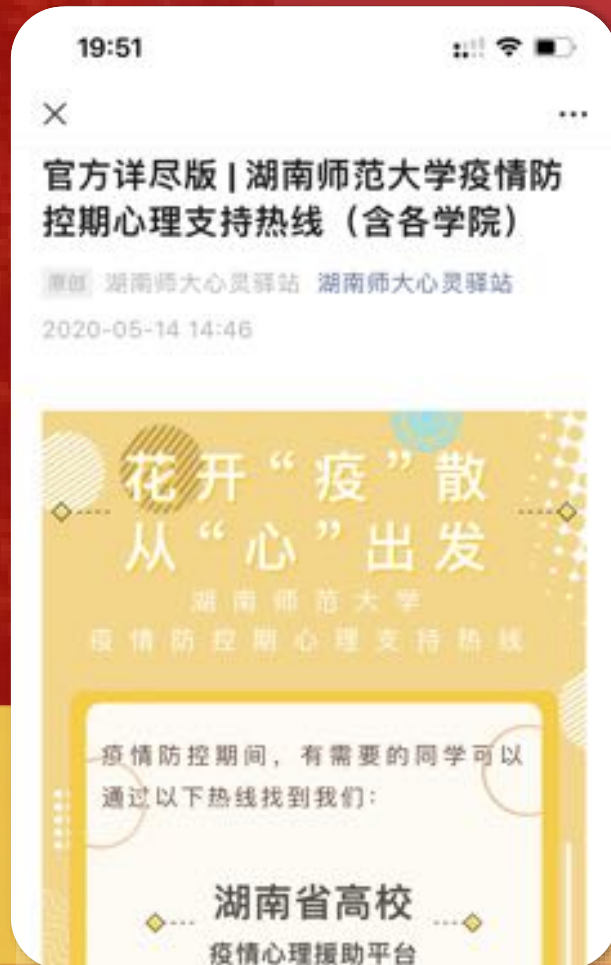 19:51
官方详尽版 | 湖南师范大学疫情防
控期心理支持热线（含各学院）
原创 湖南师大心灵驿站 湖南师大心灵驿站
2020-05-14 14:46
花开“疫”散
从“心”出发
湖南师范大学
疫情防控期心理支持热线
疫情防控期间，有需要的同学可以
通过以下热线找到我们：
湖南省高校
疫情心理援助平台